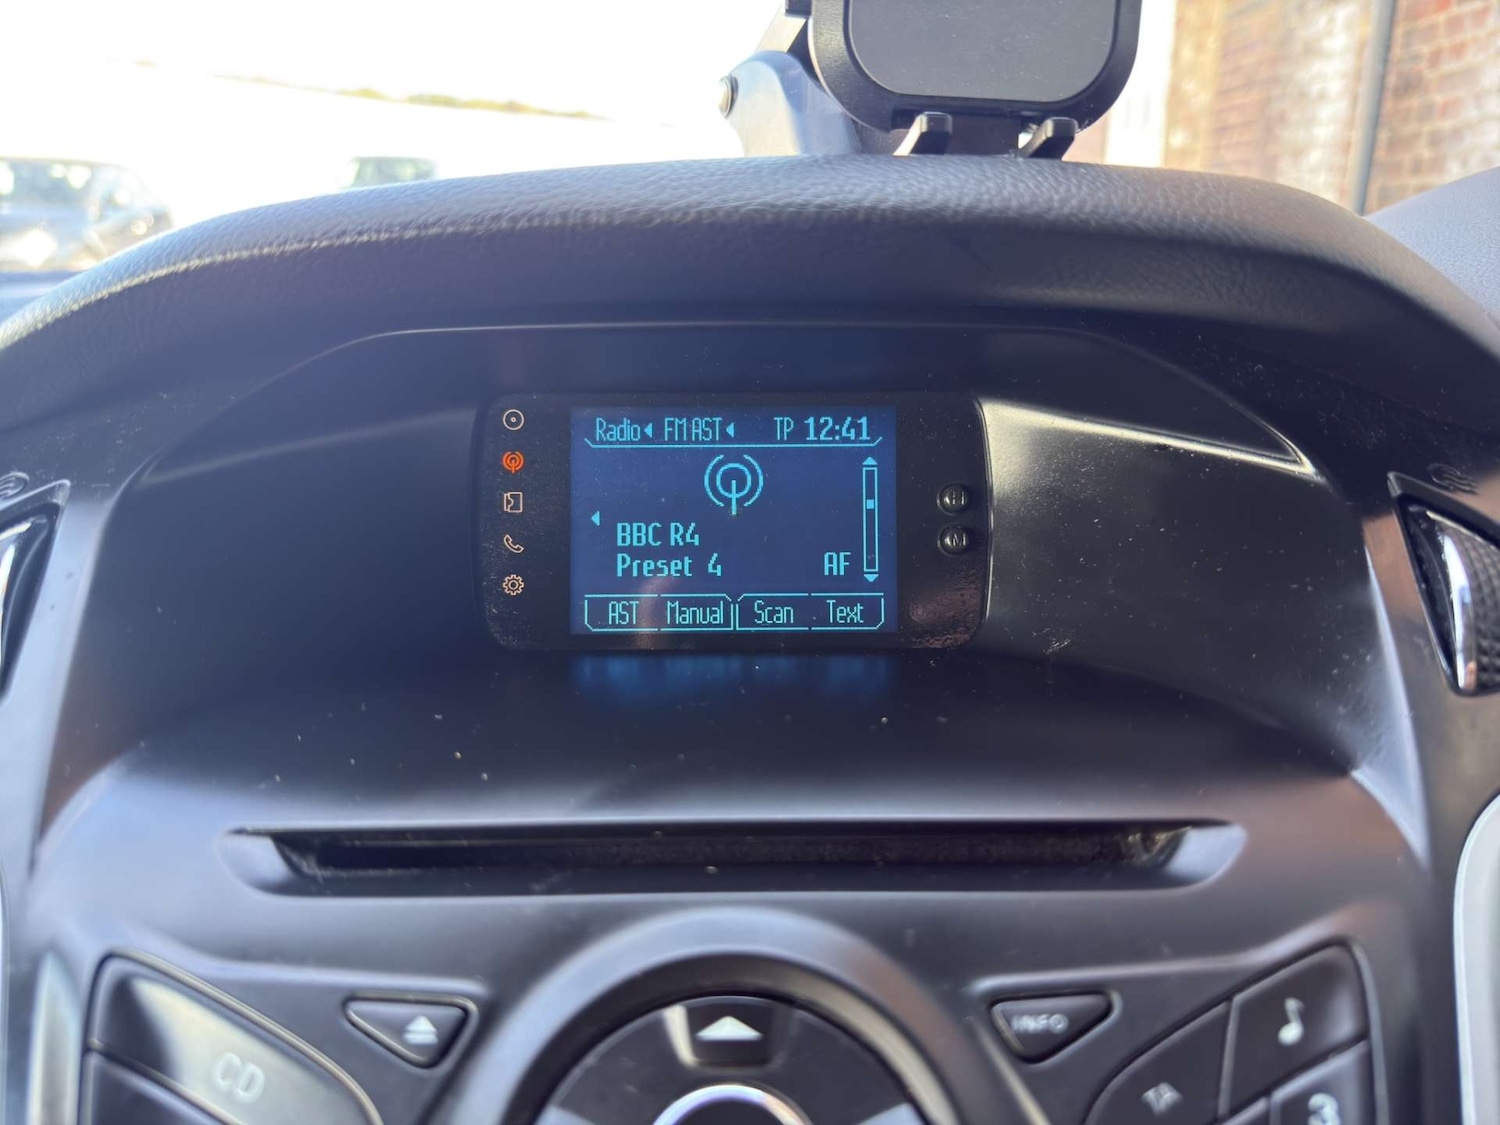 Radio FM AST TP 12:41
BBC R4
Preset 4 AF
AST Manual Scan Text
H
M
INFO
CD
TA
3